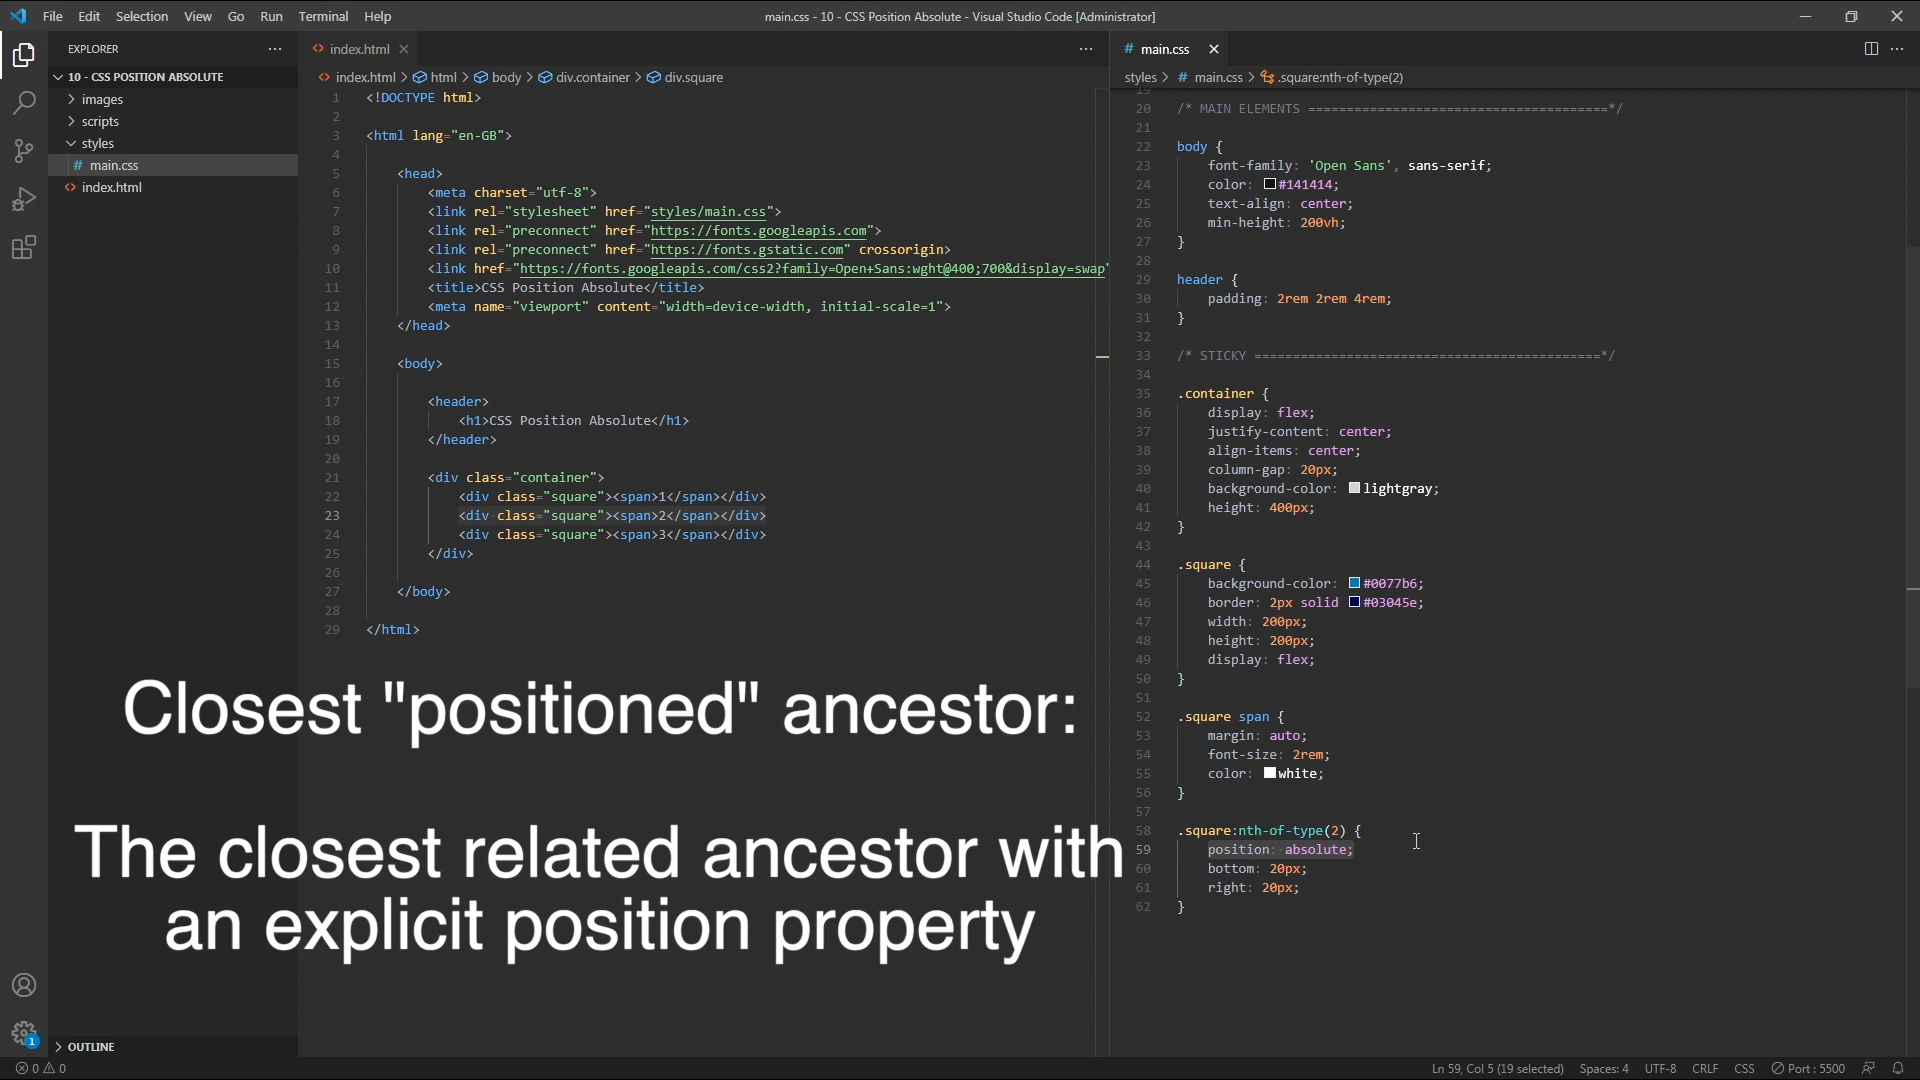 File Edit Selection View Go Run Terminal Help
main.css - 10 - CSS Position Absolute - Visual Studio Code [Administrator]
EXPLORER
10 - CSS POSITION ABSOLUTE
images
scripts
styles
# main.css
<> index.html
OUTLINE
<> index.html
<> index.html > html > body > div.container > div.square
1 <!DOCTYPE html>
2
3 <html lang="en-GB">
4
5 <head>
6 <meta charset="utf-8">
7 <link rel="stylesheet" href="styles/main.css">
8 <link rel="preconnect" href="https://fonts.googleapis.com">
9 <link rel="preconnect" href="https://fonts.gstatic.com" crossorigin>
10 <link href="https://fonts.googleapis.com/css2?family=Open+Sans:wght@400;700&display=swap"
11 <title>CSS Position Absolute</title>
12 <meta name="viewport" content="width=device-width, initial-scale=1">
13 </head>
14
15 <body>
16
17 <header>
18 <h1>CSS Position Absolute</h1>
19 </header>
20
21 <div class="container">
22 <div class="square"><span>1</span></div>
23 <div class="square"><span>2</span></div>
24 <div class="square"><span>3</span></div>
25 </div>
26
27 </body>
28
29 </html>
Closest "positioned" ancestor:
The closest related ancestor with
an explicit position property
# main.css
styles > # main.css > .square:nth-of-type(2)
19
20 /* MAIN ELEMENTS =======================================*/
21
22 body {
23 font-family: 'Open Sans', sans-serif;
24 color: #141414;
25 text-align: center;
26 min-height: 200vh;
27 }
28
29 header {
30 padding: 2rem 2rem 4rem;
31 }
32
33 /* STICKY =============================================*/
34
35 .container {
36 display: flex;
37 justify-content: center;
38 align-items: center;
39 column-gap: 20px;
40 background-color: lightgray;
41 height: 400px;
42 }
43
44 .square {
45 background-color: #0077b6;
46 border: 2px solid #03045e;
47 width: 200px;
48 height: 200px;
49 display: flex;
50 }
51
52 .square span {
53 margin: auto;
54 font-size: 2rem;
55 color: white;
56 }
57
58 .square:nth-of-type(2) {
59 position: absolute;
60 bottom: 20px;
61 right: 20px;
62 }
1
0 0
Ln 59, Col 5 (19 selected) Spaces: 4 UTF-8 CRLF CSS Port : 5500